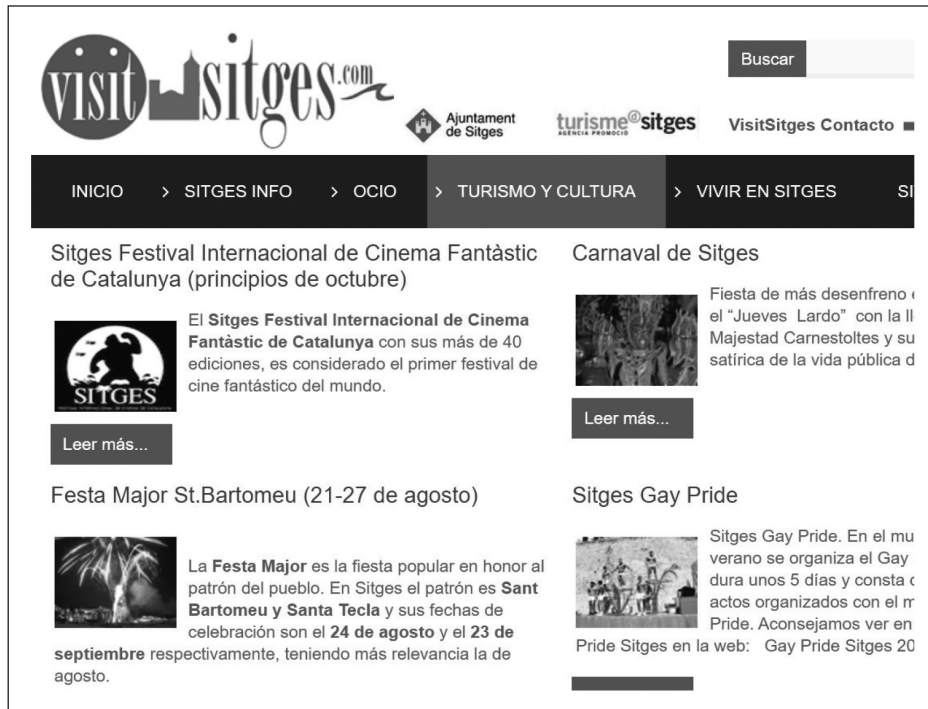 visit sitges.com
Buscar
Ajuntament
de Sitges
turisme@sitges
AGÈNCIA PROMOCIÓ
VisitSitges Contacto
INICIO > SITGES INFO > OCIO > TURISMO Y CULTURA > VIVIR EN SITGES SI
Sitges Festival Internacional de Cinema Fantàstic
de Catalunya (principios de octubre)
El Sitges Festival Internacional de Cinema
Fantàstic de Catalunya con sus más de 40
ediciones, es considerado el primer festival de
cine fantástico del mundo.
SITGES
Leer más...
Carnaval de Sitges
Fiesta de más desenfreno
el “Jueves Lardo” con la ll
Majestad Carnestoltes y su
satírica de la vida pública d
Leer más...
Festa Major St.Bartomeu (21-27 de agosto)
La Festa Major es la fiesta popular en honor al
patrón del pueblo. En Sitges el patrón es Sant
Bartomeu y Santa Tecla y sus fechas de
celebración son el 24 de agosto y el 23 de
septiembre respectivamente, teniendo más relevancia la de
agosto.
Sitges Gay Pride
Sitges Gay Pride. En el mu
verano se organiza el Gay
dura unos 5 días y consta
actos organizados con el m
Pride. Aconsejamos ver en
Pride Sitges en la web: Gay Pride Sitges 20